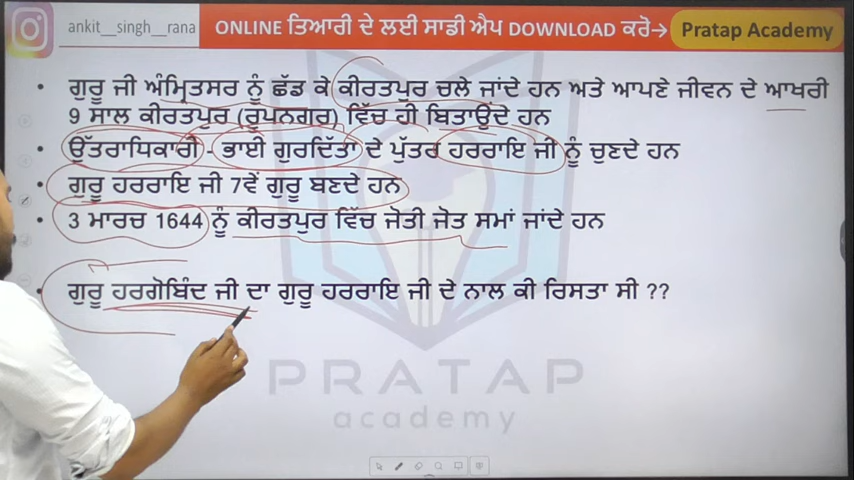 ankit__singh__rana
ONLINE ਤਿਆਰੀ ਦੇ ਲਈ ਸਾਡੀ ਐਪ DOWNLOAD ਕਰੋ→
Pratap Academy
• ਗੁਰੂ ਜੀ ਅੰਮ੍ਰਿਤਸਰ ਨੂੰ ਛੱਡ ਕੇ ਕੀਰਤਪੁਰ ਚਲੇ ਜਾਂਦੇ ਹਨ ਅਤੇ ਆਪਣੇ ਜੀਵਨ ਦੇ ਆਖਰੀ
9 ਸਾਲ ਕੀਰਤਪੁਰ (ਰੂਪਨਗਰ) ਵਿੱਚ ਹੀ ਬਿਤਾਉਂਦੇ ਹਨ
• ਉੱਤਰਾਧਿਕਾਰੀ - ਭਾਈ ਗੁਰਦਿੱਤਾ ਦੇ ਪੁੱਤਰ ਹਰਰਾਇ ਜੀ ਨੂੰ ਚੁਣਦੇ ਹਨ
• ਗੁਰੂ ਹਰਰਾਇ ਜੀ 7ਵੇਂ ਗੁਰੂ ਬਣਦੇ ਹਨ
• 3 ਮਾਰਚ 1644 ਨੂੰ ਕੀਰਤਪੁਰ ਵਿੱਚ ਜੋਤੀ ਜੋਤ ਸਮਾਂ ਜਾਂਦੇ ਹਨ
• ਗੁਰੂ ਹਰਗੋਬਿੰਦ ਜੀ ਦਾ ਗੁਰੂ ਹਰਰਾਇ ਜੀ ਦੇ ਨਾਲ ਕੀ ਰਿਸਤਾ ਸੀ ??
PRATAP
academy